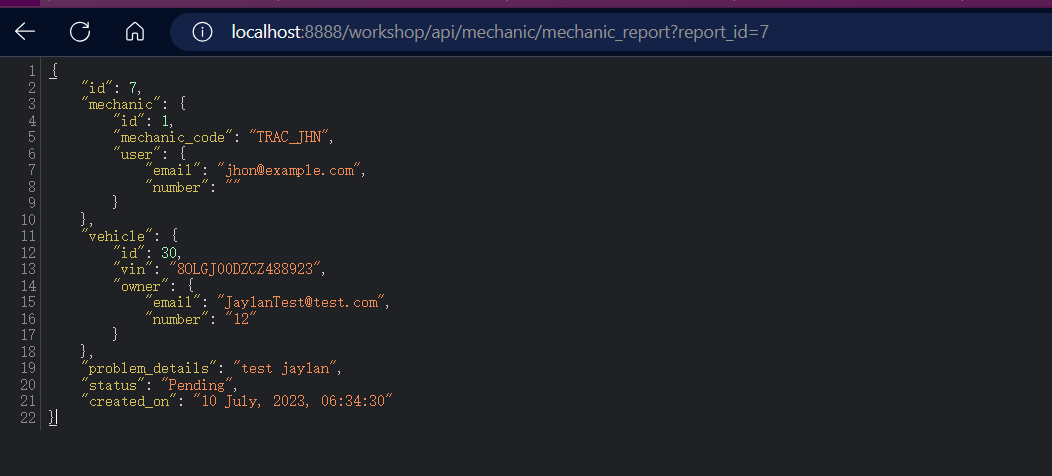 localhost:8888/workshop/api/mechanic/mechanic_report?report_id=7
1 {
2 "id": 7,
3 "mechanic": {
4 "id": 1,
5 "mechanic_code": "TRAC_JHN",
6 "user": {
7 "email": "jhon@example.com",
8 "number": ""
9 }
10 },
11 "vehicle": {
12 "id": 30,
13 "vin": "8OLGJ00DZCZ488923",
14 "owner": {
15 "email": "JaylanTest@test.com",
16 "number": "12"
17 }
18 },
19 "problem_details": "test jaylan",
20 "status": "Pending",
21 "created_on": "10 July, 2023, 06:34:30"
22 }